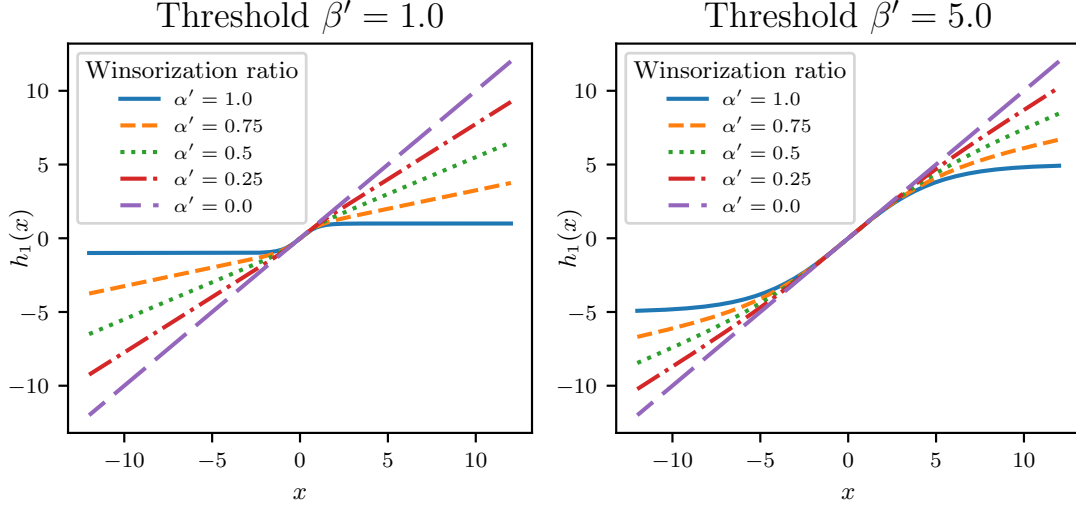 Threshold β′ = 1.0
Winsorization ratio
α′ = 1.0
α′ = 0.75
α′ = 0.5
α′ = 0.25
α′ = 0.0
10
5
0
−5
−10
h₁(x)
−10 −5 0 5 10
x
Threshold β′ = 5.0
Winsorization ratio
α′ = 1.0
α′ = 0.75
α′ = 0.5
α′ = 0.25
α′ = 0.0
10
5
0
−5
−10
h₁(x)
−10 −5 0 5 10
x